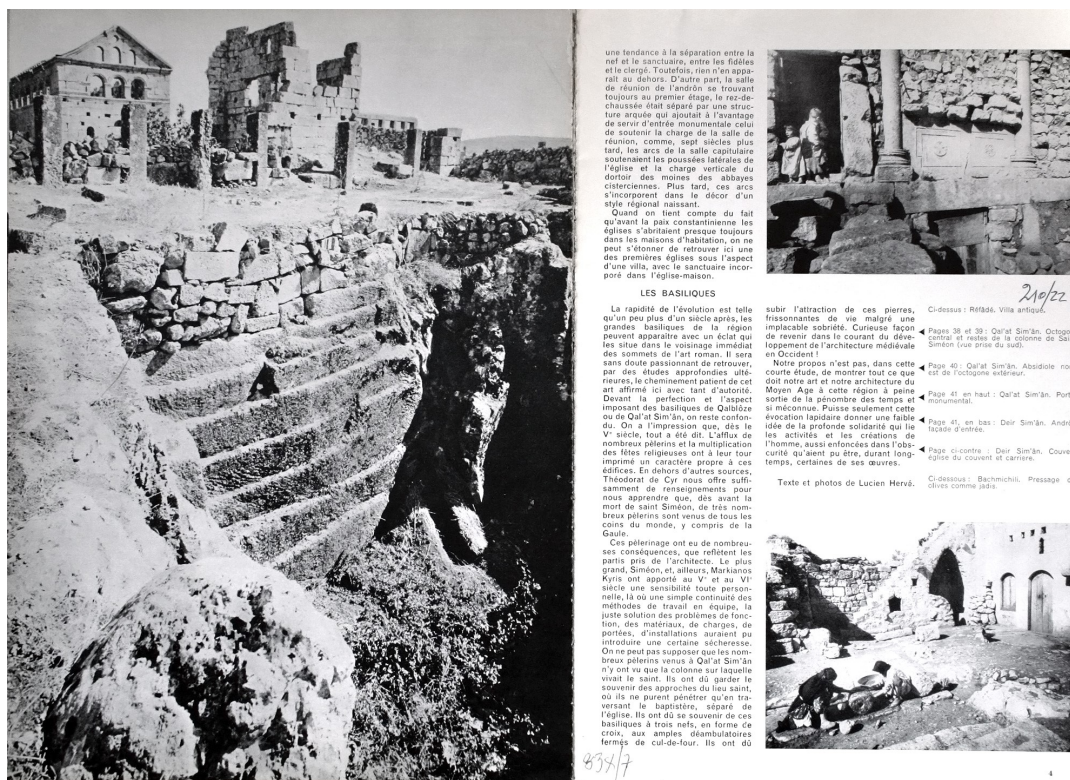 une tendance à la séparation entre la
nef et le sanctuaire, entre les fidèles
et le clergé. Toutefois, rien n'en appa-
raît au dehors. D'autre part, la salle
de réunion de l'andrôn se trouvant
toujours au premier étage, le rez-de-
chaussée était séparé par une struc-
ture arquée qui ajoutait à l'avantage
de servir d'entrée monumentale celui
de soutenir la charge de la salle de
réunion, comme, sept siècles plus
tard, les arcs de la salle capitulaire
soutenaient les poussées latérales de
l'église et la charge verticale du
dortoir des moines des abbayes
cisterciennes. Plus tard, ces arcs
s'incorporent dans le décor d'un
style régional naissant.
Quand on tient compte du fait
qu'avant la paix constantinienne les
églises s'abritaient presque toujours
dans les maisons d'habitation, on ne
peut s'étonner de retrouver ici une
des premières églises sous l'aspect
d'une villa, avec le sanctuaire incor-
poré dans l'église-maison.
LES BASILIQUES
La rapidité de l'évolution est telle
qu'un peu plus d'un siècle après, les
grandes basiliques de la région
peuvent apparaître avec un éclat qui
les situe dans le voisinage immédiat
des sommets de l'art roman. Il sera
sans doute passionnant de retrouver,
par des études approfondies ulté-
rieures, le cheminement patient de cet
art affirmé ici avec tant d'autorité.
Devant la perfection et l'aspect
imposant des basiliques de Qalblôze
ou de Qal'at Sim'ân, on reste confon-
du. On a l'impression que, dès le
Ve siècle, tout a été dit. L'afflux de
nombreux pèlerins et la multiplication
des fêtes religieuses ont à leur tour
imprimé un caractère propre à ces
édifices. En dehors d'autres sources,
Théodorat de Cyr nous offre suffi-
samment de renseignements pour
nous apprendre que, dès avant la
mort de saint Siméon, de très nom-
breux pèlerins sont venus de tous les
coins du monde, y compris de la
Gaule.
Ces pèlerinage ont eu de nombreu-
ses conséquences, que reflètent les
partis pris de l'architecte. Le plus
grand, Siméon, et, ailleurs, Markianos
Kyris ont apporté au Ve et au VIe
siècle une sensibilité toute person-
nelle, là où une simple continuité des
méthodes de travail en équipe, la
juste solution des problèmes de fonc-
tion, des matériaux, de charges, de
portées, d'installations auraient pu
introduire une certaine sécheresse.
On ne peut pas supposer que les nom-
breux pèlerins venus à Qal'at Sim'ân
n'y ont vu que la colonne sur laquelle
vivait le saint. Ils ont dû garder le
souvenir des approches du lieu saint,
où ils ne purent pénétrer qu'en tra-
versant le baptistère, séparé de
l'église. Ils ont dû se souvenir de ces
basiliques à trois nefs, en forme de
croix, aux amples déambulatoires
fermés de cul-de-four. Ils ont dû
subir l'attraction de ces pierres,
frissonnantes de vie malgré une
implacable sobriété. Curieuse façon
de revenir dans le courant du déve-
loppement de l'architecture médiévale
en Occident !
Notre propos n'est pas, dans cette
courte étude, de montrer tout ce que
doit notre art et notre architecture du
Moyen Age à cette région à peine
sortie de la pénombre des temps et
si méconnue. Puisse seulement cette
évocation lapidaire donner une faible
idée de la profonde solidarité qui lie
les activités et les créations de
l'homme, aussi enfoncées dans l'obs-
curité qu'aient pu être, durant long-
temps, certaines de ses œuvres.
Texte et photos de Lucien Hervé.
210/22
Ci-dessus : Réfâdé. Villa antique.
Pages 38 et 39 : Qal'at Sim'ân. Octogo
central et restes de la colonne de Sai
Siméon (vue prise du sud).
Page 40 : Qal'at Sim'ân. Absidiole no
est de l'octogone extérieur.
Page 41 en haut : Qal'at Sim'ân. Port
monumental.
Page 41, en bas : Deir Sim'ân. Andr
façade d'entrée.
Page ci-contre : Deir Sim'ân. Couve
église du couvent et carrière.
Ci-dessous : Bachmichili. Pressage d
olives comme jadis.
834/7
4